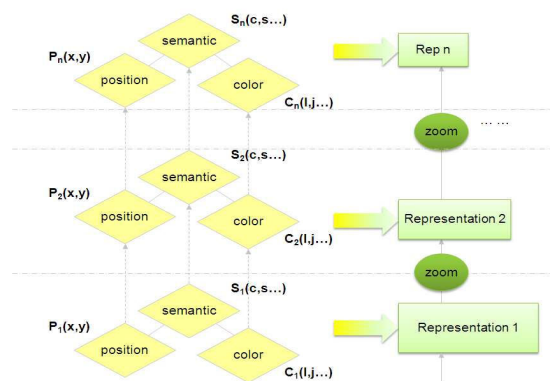 Sn(c,s...)
semantic
Pn(x,y)
Rep n
position
color
Cn(l,j...)
zoom
... ...
S2(c,s...)
semantic
P2(x,y)
position
color
Representation 2
C2(l,j...)
zoom
S1(c,s...)
semantic
P1(x,y)
Representation 1
position
color
C1(l,j...)